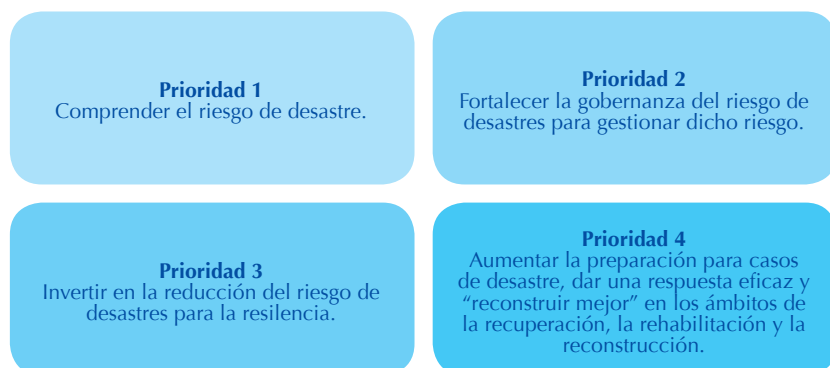 Prioridad 1
Comprender el riesgo de desastre.
Prioridad 2
Fortalecer la gobernanza del riesgo de
desastres para gestionar dicho riesgo.
Prioridad 3
Invertir en la reducción del riesgo de
desastres para la resilencia.
Prioridad 4
Aumentar la preparación para casos
de desastre, dar una respuesta eficaz y
“reconstruir mejor” en los ámbitos de
la recuperación, la rehabilitación y la
reconstrucción.